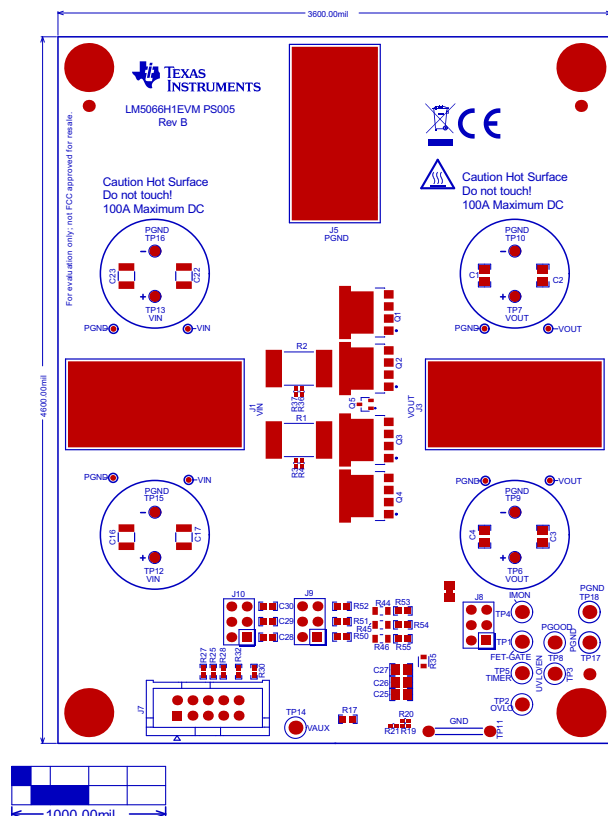 3600.00mil
4600.00mil
TEXAS
INSTRUMENTS
LM5066H1EVM PS005
Rev B
For evaluation only; not FCC approved for resale.
J5
PGND
CE
Caution Hot Surface
Do not touch!
100A Maximum DC
Caution Hot Surface
Do not touch!
100A Maximum DC
PGND
TP16
C23
C22
TP13
VIN
PGND
VIN
PGND
TP10
C1
C2
TP7
VOUT
PGND
VOUT
Q1
R2
Q2
R37
R36
Q5
J1
VIN
VOUT
J3
R1
Q3
Q4
PGND
VIN
PGND
TP15
C16
C17
TP12
VIN
PGND
VOUT
PGND
TP9
C4
C3
TP6
VOUT
J10
C30
C29
C28
J9
R52
R51
R50
R44
R45
R46
R53
R54
R55
J8
IMON
TP4
TP1
FET-GATE
TP5
TIMER
TP2
OVLO
PGOOD
TP8
UVLO/EN
TP3
PGND
TP18
PGND
TP17
R27
R25
R28
R32
R30
C27
C26
C25
R35
J7
TP14
VAUX
R17
R20
R21
R19
GND
TP11
1000.00mil